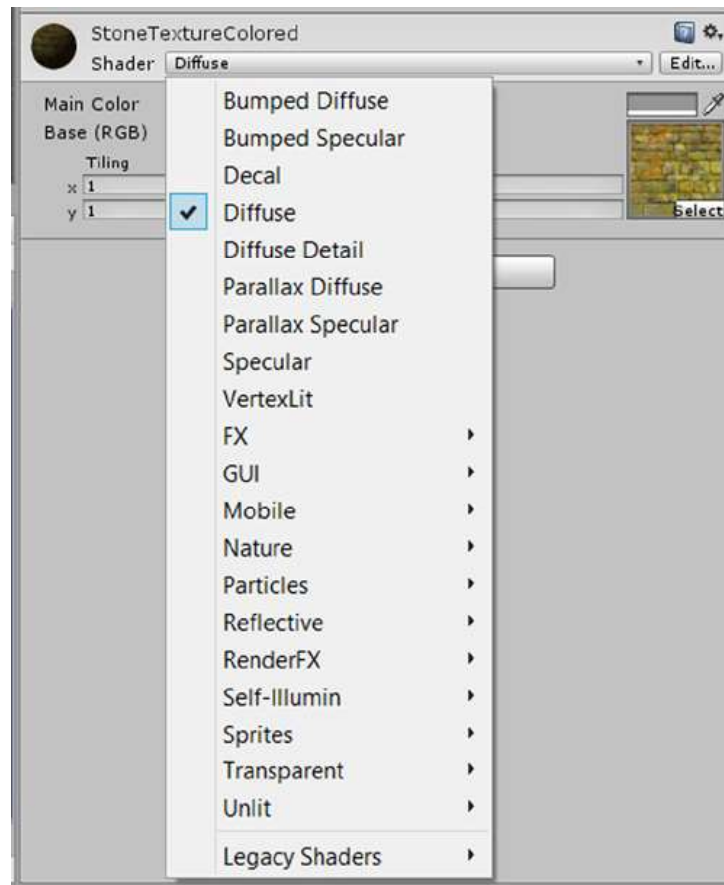 StoneTextureColored
Shader Diffuse Edit...
Main Color
Base (RGB)
Tiling
x 1
y 1
Select
Bumped Diffuse
Bumped Specular
Decal
Diffuse
Diffuse Detail
Parallax Diffuse
Parallax Specular
Specular
VertexLit
FX
GUI
Mobile
Nature
Particles
Reflective
RenderFX
Self-Illumin
Sprites
Transparent
Unlit
Legacy Shaders